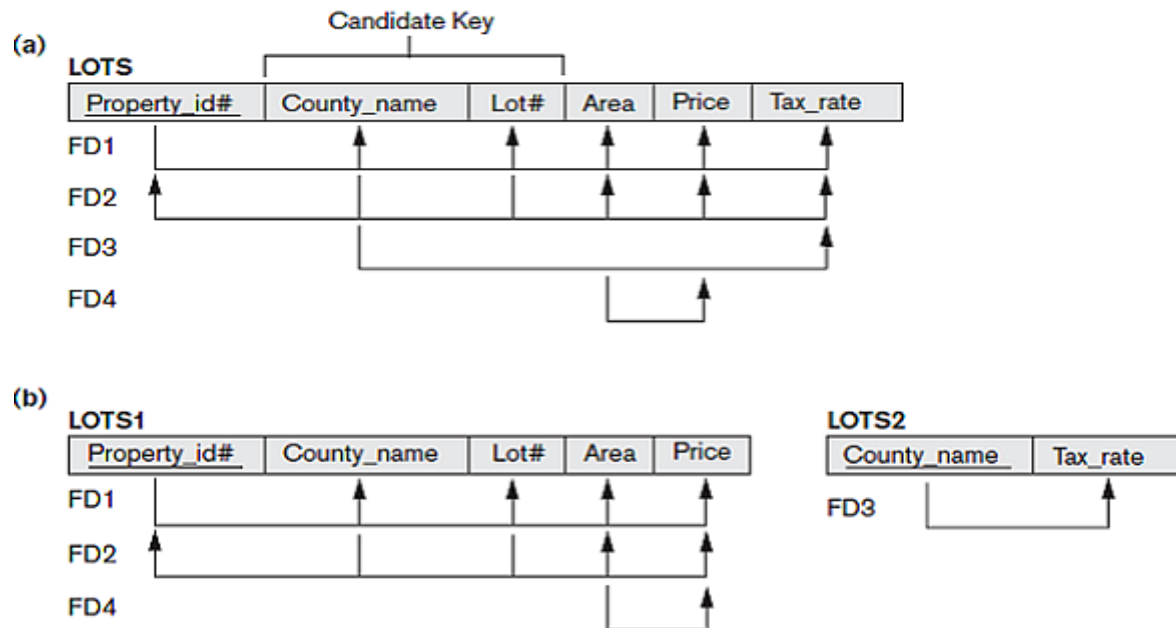 Candidate Key
(a)
LOTS
Property_id# County_name Lot# Area Price Tax_rate
FD1
FD2
FD3
FD4
(b)
LOTS1 LOTS2
Property_id# County_name Lot# Area Price County_name Tax_rate
FD1 FD3
FD2
FD4